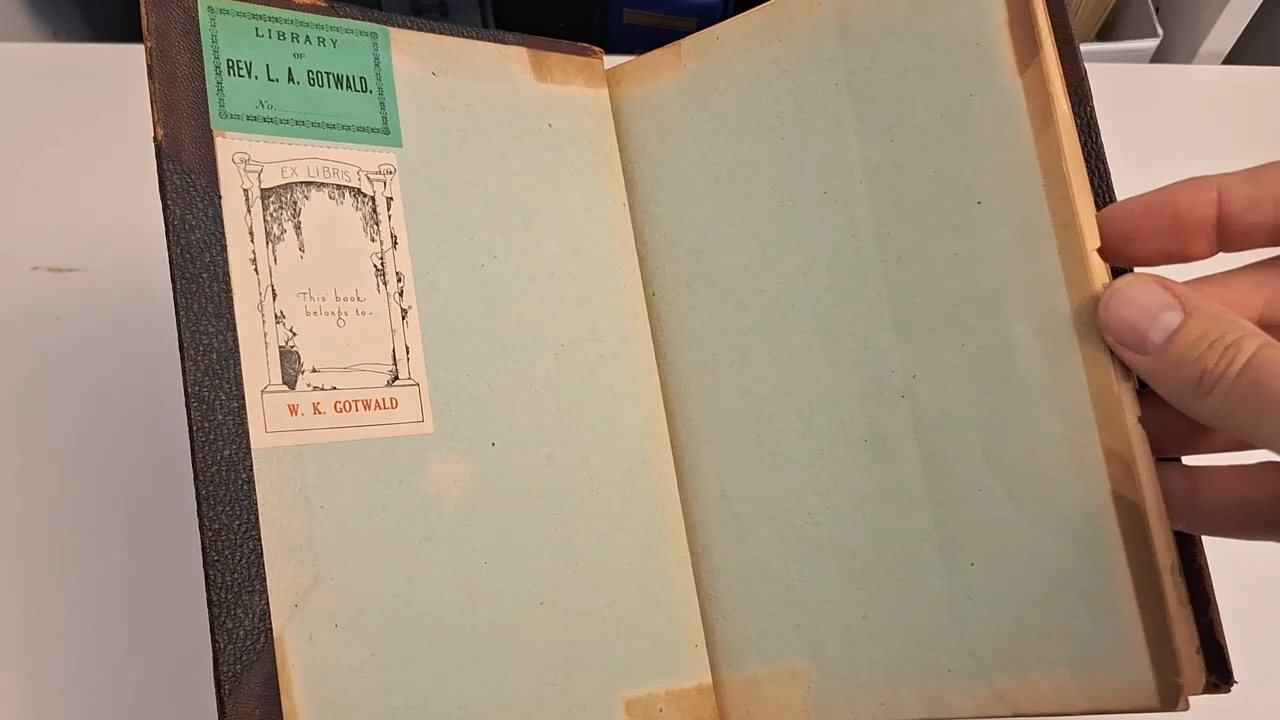 LIBRARY
OF
REV. L. A. GOTWALD.
No.
EX LIBRIS
This book
belongs to-
W. K. GOTWALD